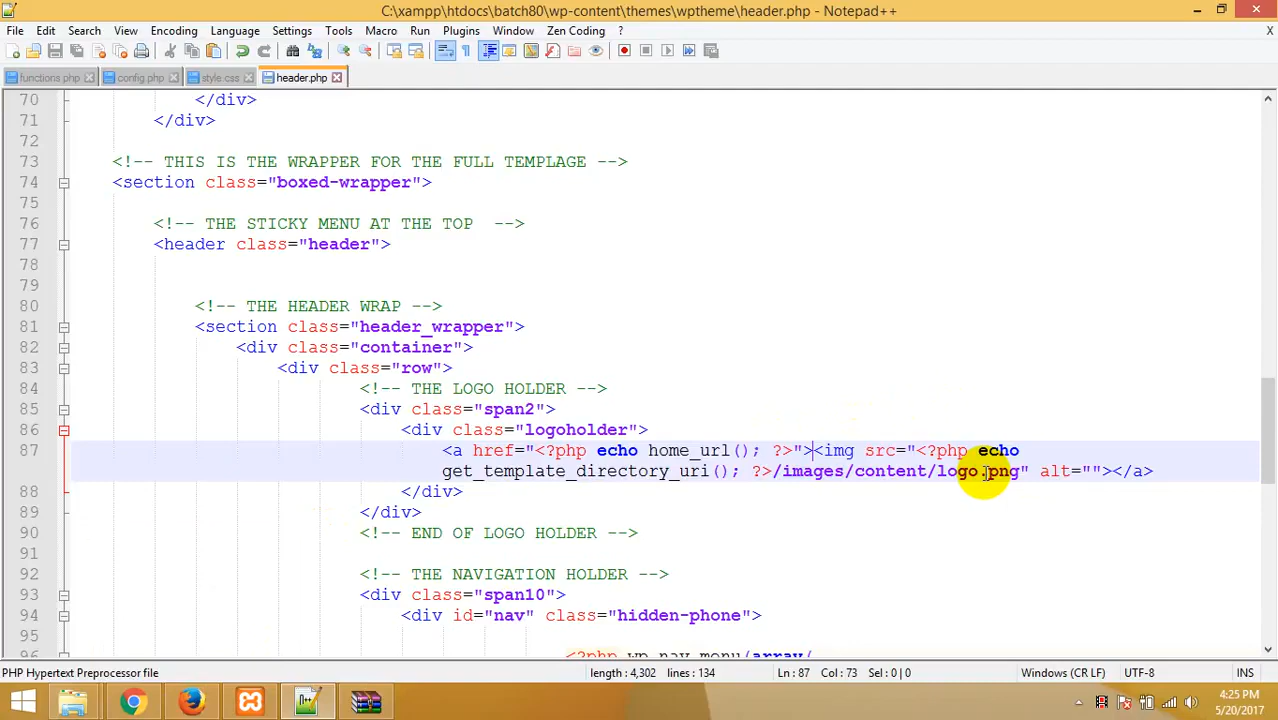 C:\xampp\htdocs\batch80\wp-content\themes\wptheme\header.php - Notepad++
File Edit Search View Encoding Language Settings Tools Macro Run Plugins Window Zen Coding ? X
functions.php config.php style.css header.php
70 </div>
71 </div>
72
73 <!-- THIS IS THE WRAPPER FOR THE FULL TEMPLAGE -->
74 <section class="boxed-wrapper">
75
76 <!-- THE STICKY MENU AT THE TOP -->
77 <header class="header">
78
79
80 <!-- THE HEADER WRAP -->
81 <section class="header_wrapper">
82 <div class="container">
83 <div class="row">
84 <!-- THE LOGO HOLDER -->
85 <div class="span2">
86 <div class="logoholder">
87 <a href="<?php echo home_url(); ?>"><img src="<?php echo
get_template_directory_uri(); ?>/images/content/logo.png" alt=""></a>
88 </div>
89 </div>
90 <!-- END OF LOGO HOLDER -->
91
92 <!-- THE NAVIGATION HOLDER -->
93 <div class="span10">
94 <div id="nav" class="hidden-phone">
95
96 <?php wp_nav_menu(array(
PHP Hypertext Preprocessor file length : 4,302 lines : 134 Ln : 87 Col : 73 Sel : 0 | 0 Windows (CR LF) UTF-8 INS
4:25 PM
5/20/2017